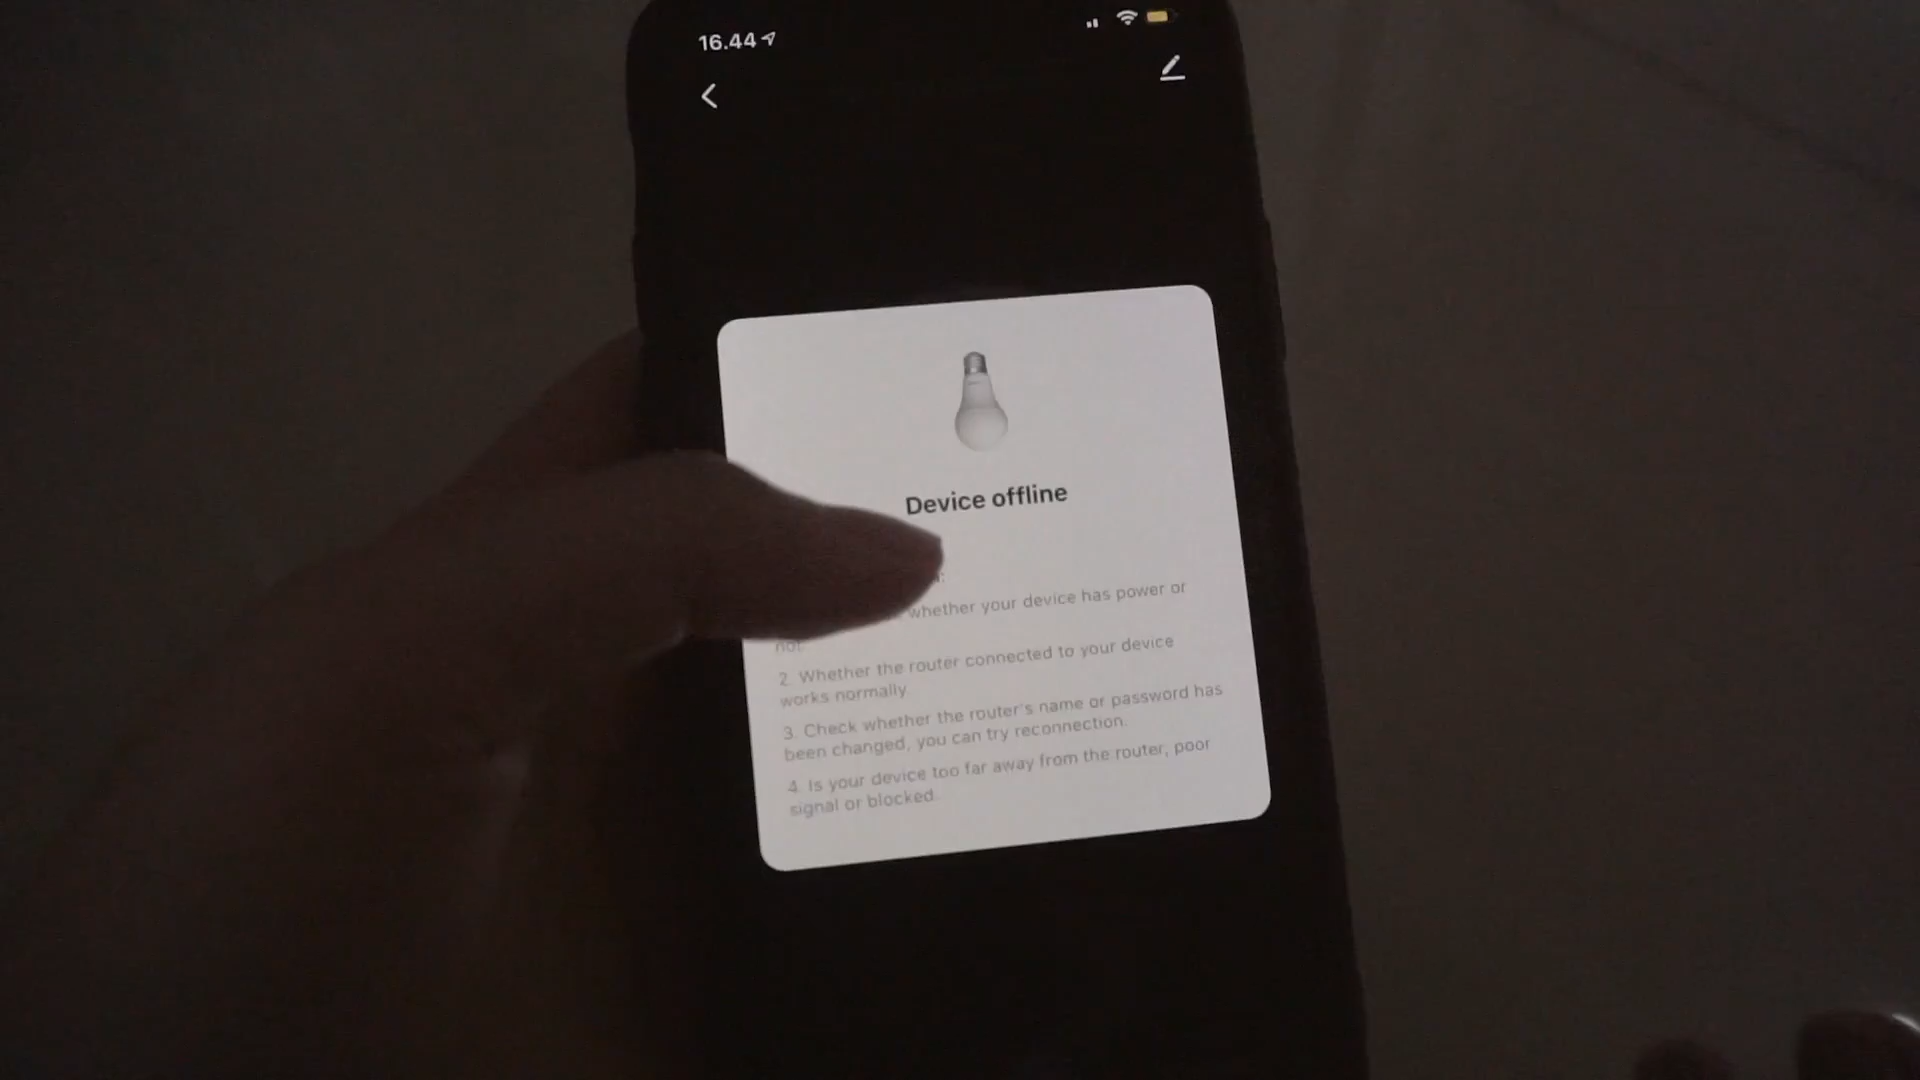 16.44
Device offline
whether your device has power or
not.
2. Whether the router connected to your device
works normally
3. Check whether the router's name or password has
been changed, you can try reconnection.
4. Is your device too far away from the router, poor
signal or blocked.